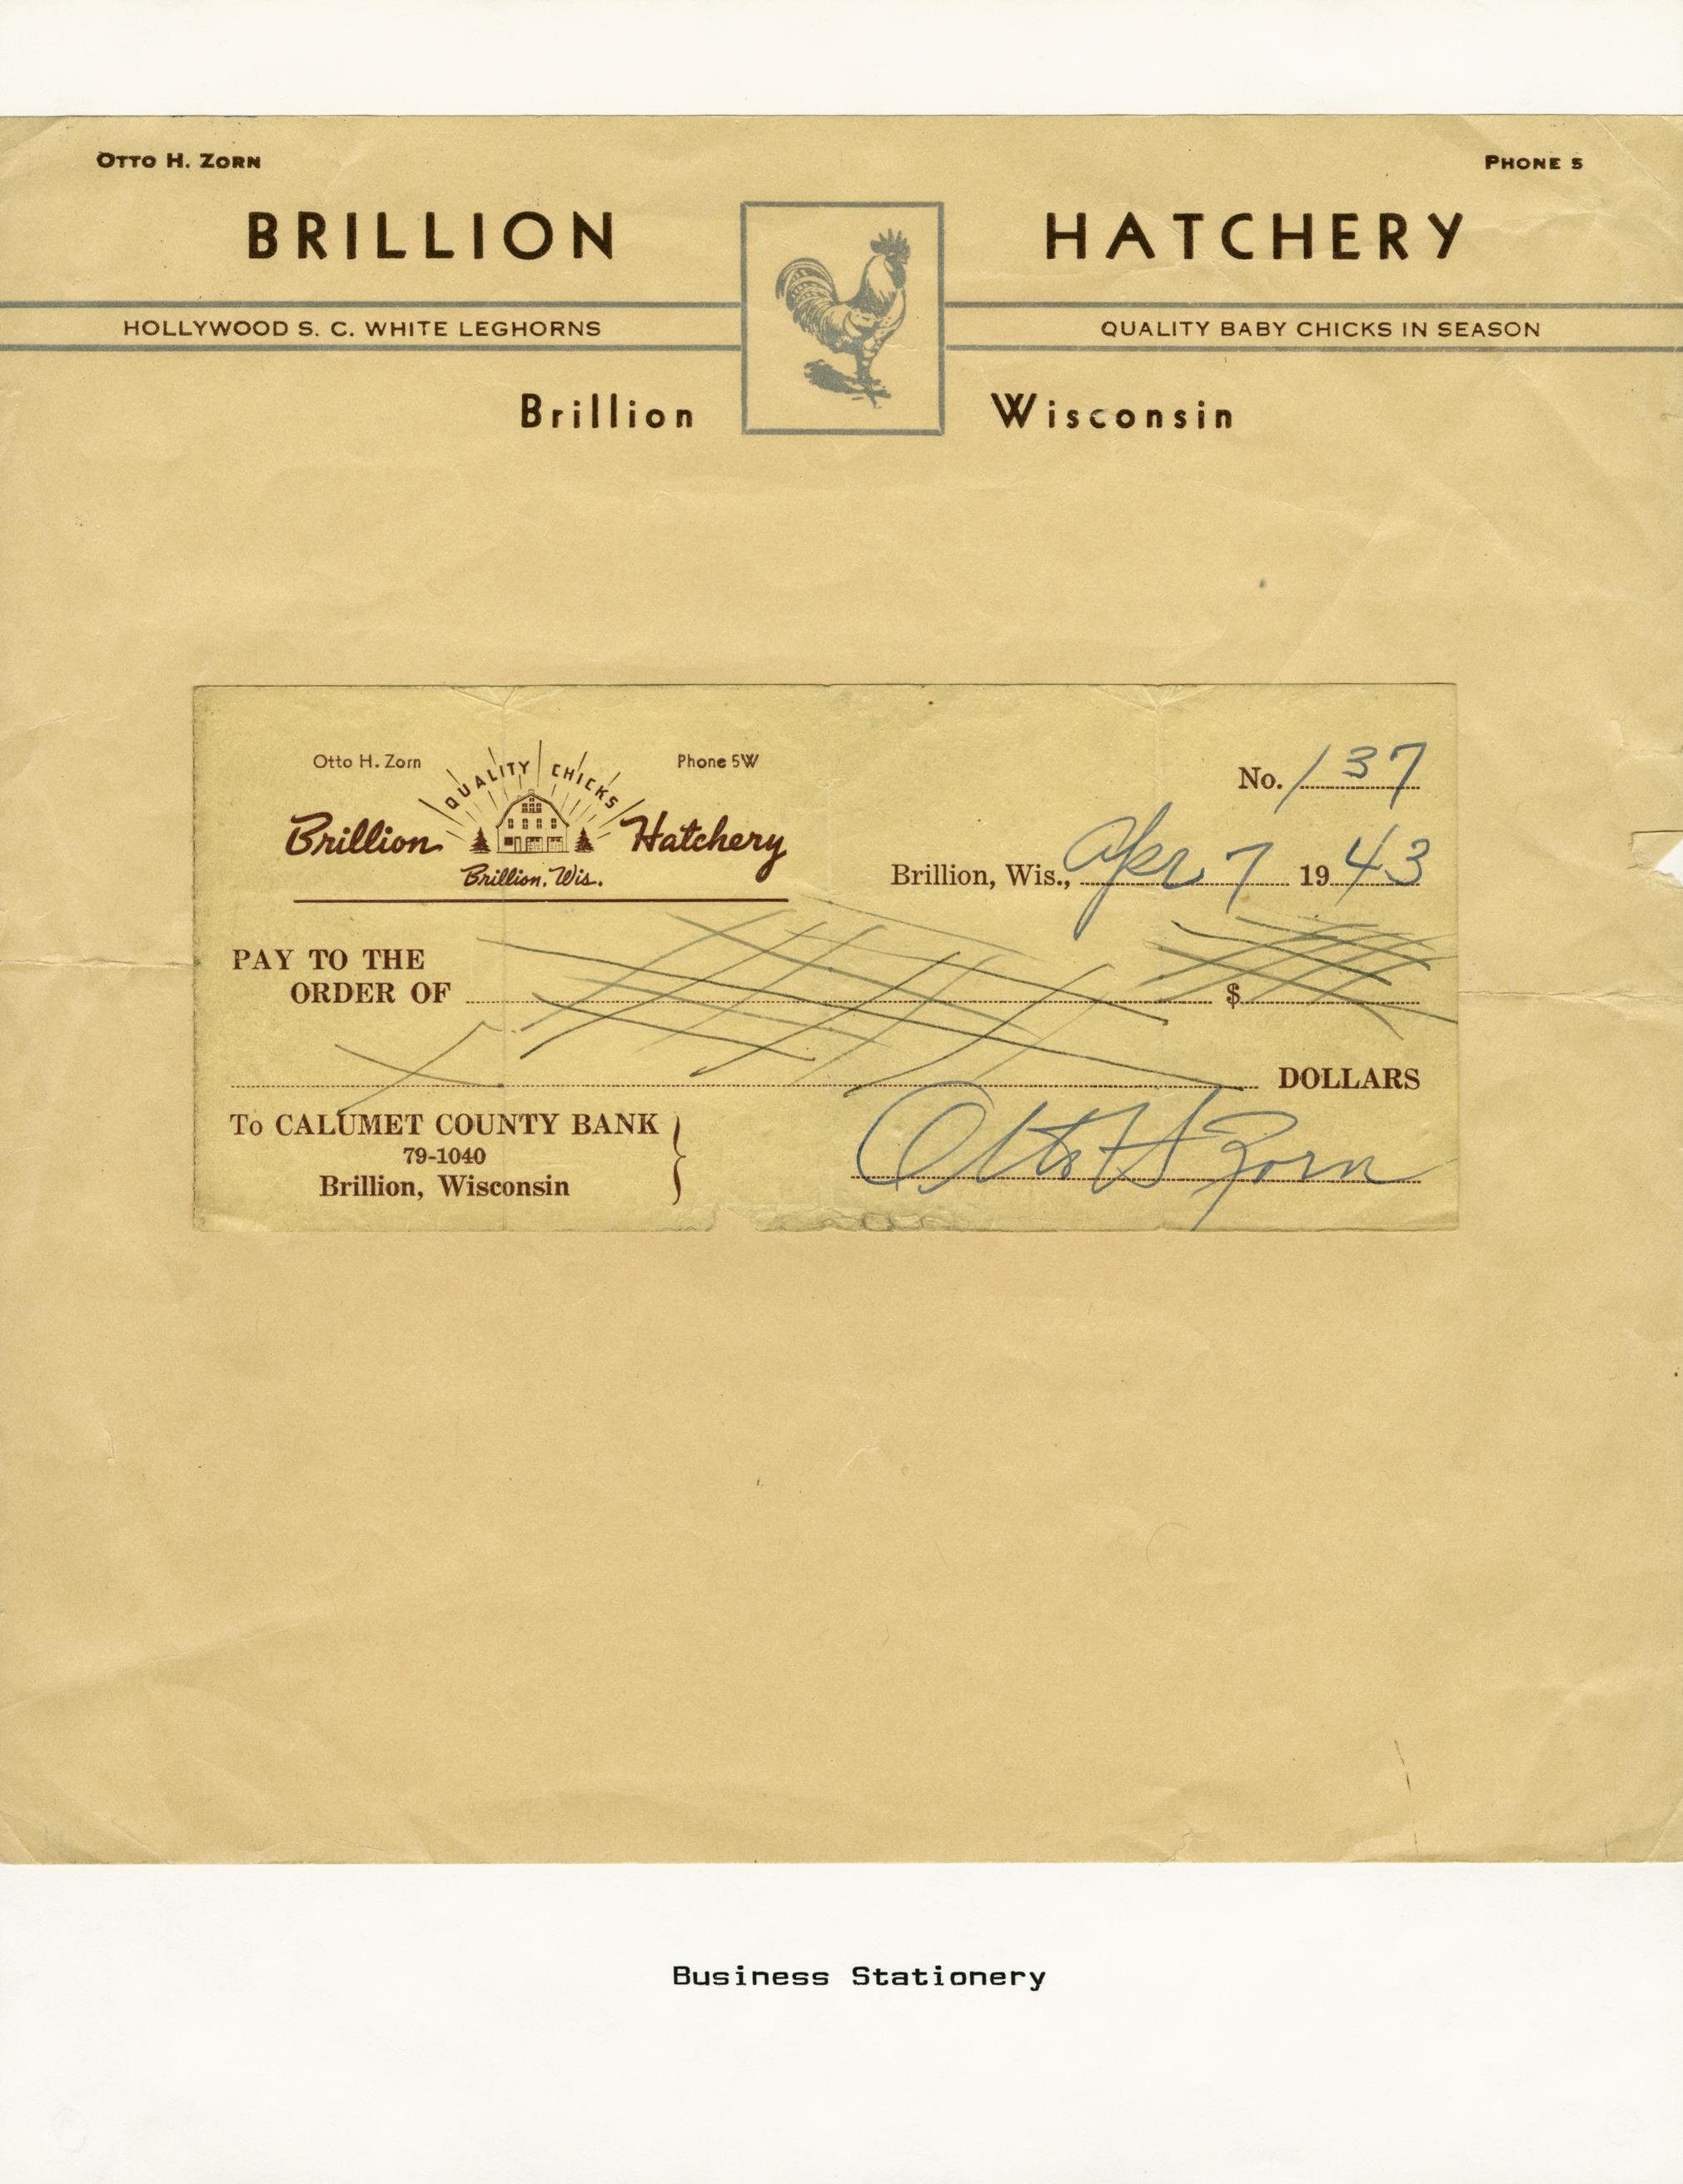 OTTO H. ZORN
PHONE 5
BRILLION HATCHERY
HOLLYWOOD S. C. WHITE LEGHORNS
QUALITY BABY CHICKS IN SEASON
Brillion Wisconsin
Otto H. Zorn
Phone 5W
QUALITY CHICKS
Brillion Hatchery
Brillion, Wis.
No. 137
Brillion, Wis., Apr 7 1943
PAY TO THE
ORDER OF $
DOLLARS
To CALUMET COUNTY BANK
79-1040
Brillion, Wisconsin
Otto H Zorn
Business Stationery